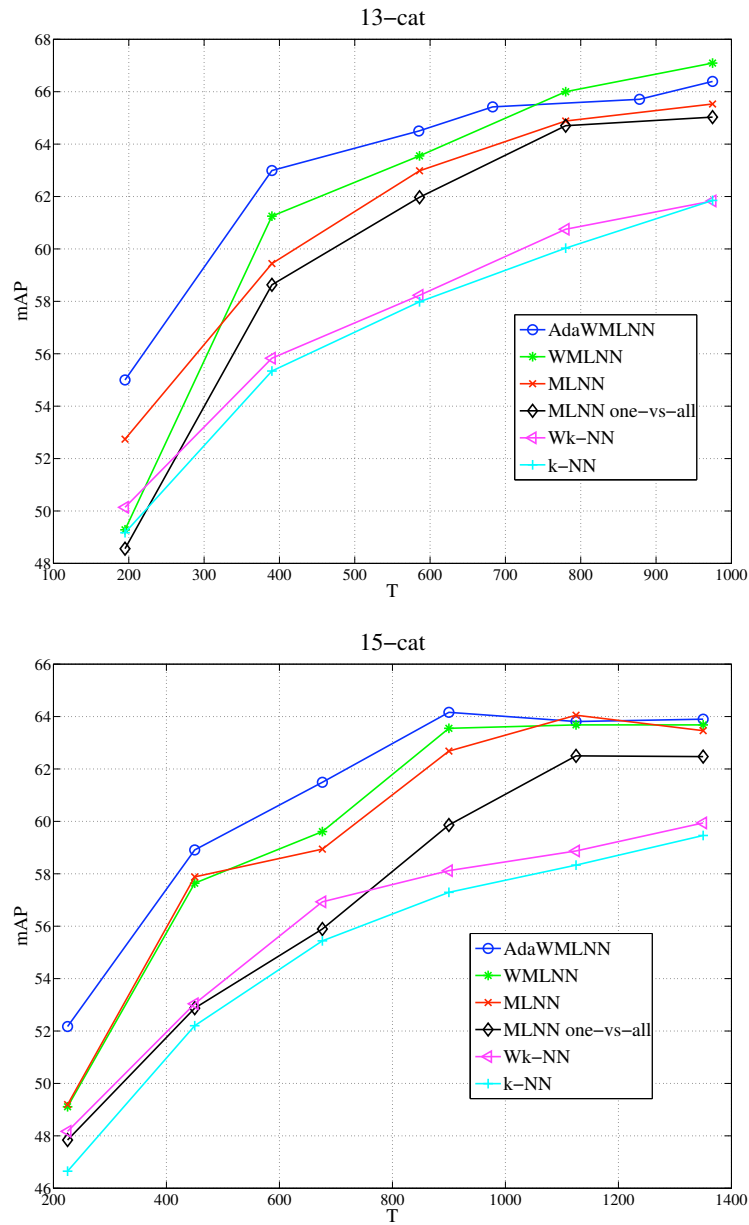 13-cat
68
66
64
62
60
58
56
54
52
50
48
mAP
AdaWMLNN
WMLNN
MLNN
MLNN one-vs-all
Wk-NN
k-NN
100 200 300 400 500 600 700 800 900 1000
T
15-cat
66
64
62
60
58
56
54
52
50
48
46
mAP
AdaWMLNN
WMLNN
MLNN
MLNN one-vs-all
Wk-NN
k-NN
200 400 600 800 1000 1200 1400
T